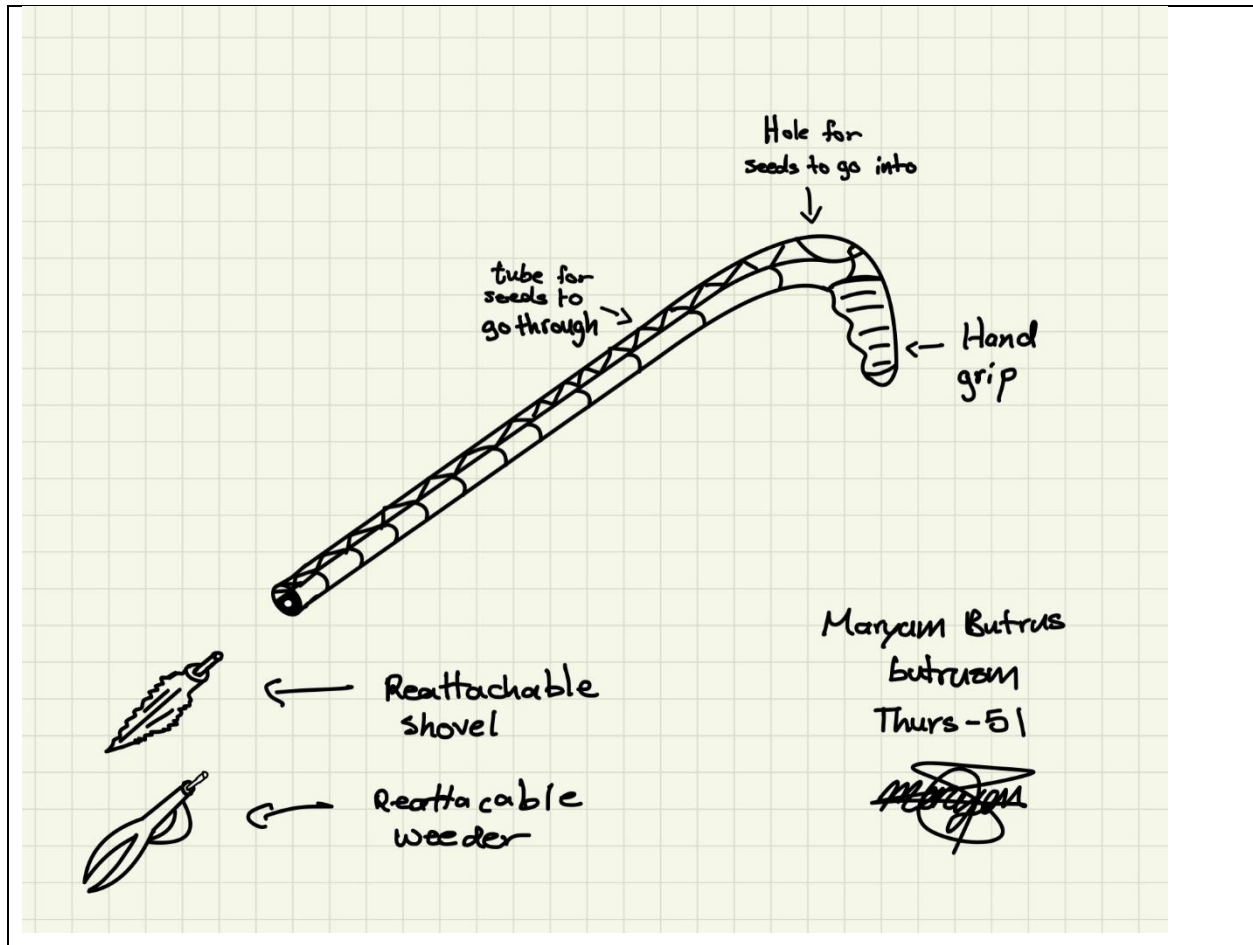 Hole for
seeds to go into
tube for
seeds to
go through
Hand
grip
Reattachable
shovel
Reattacable
weeder
Maryam Butrus
butrusm
Thurs-51